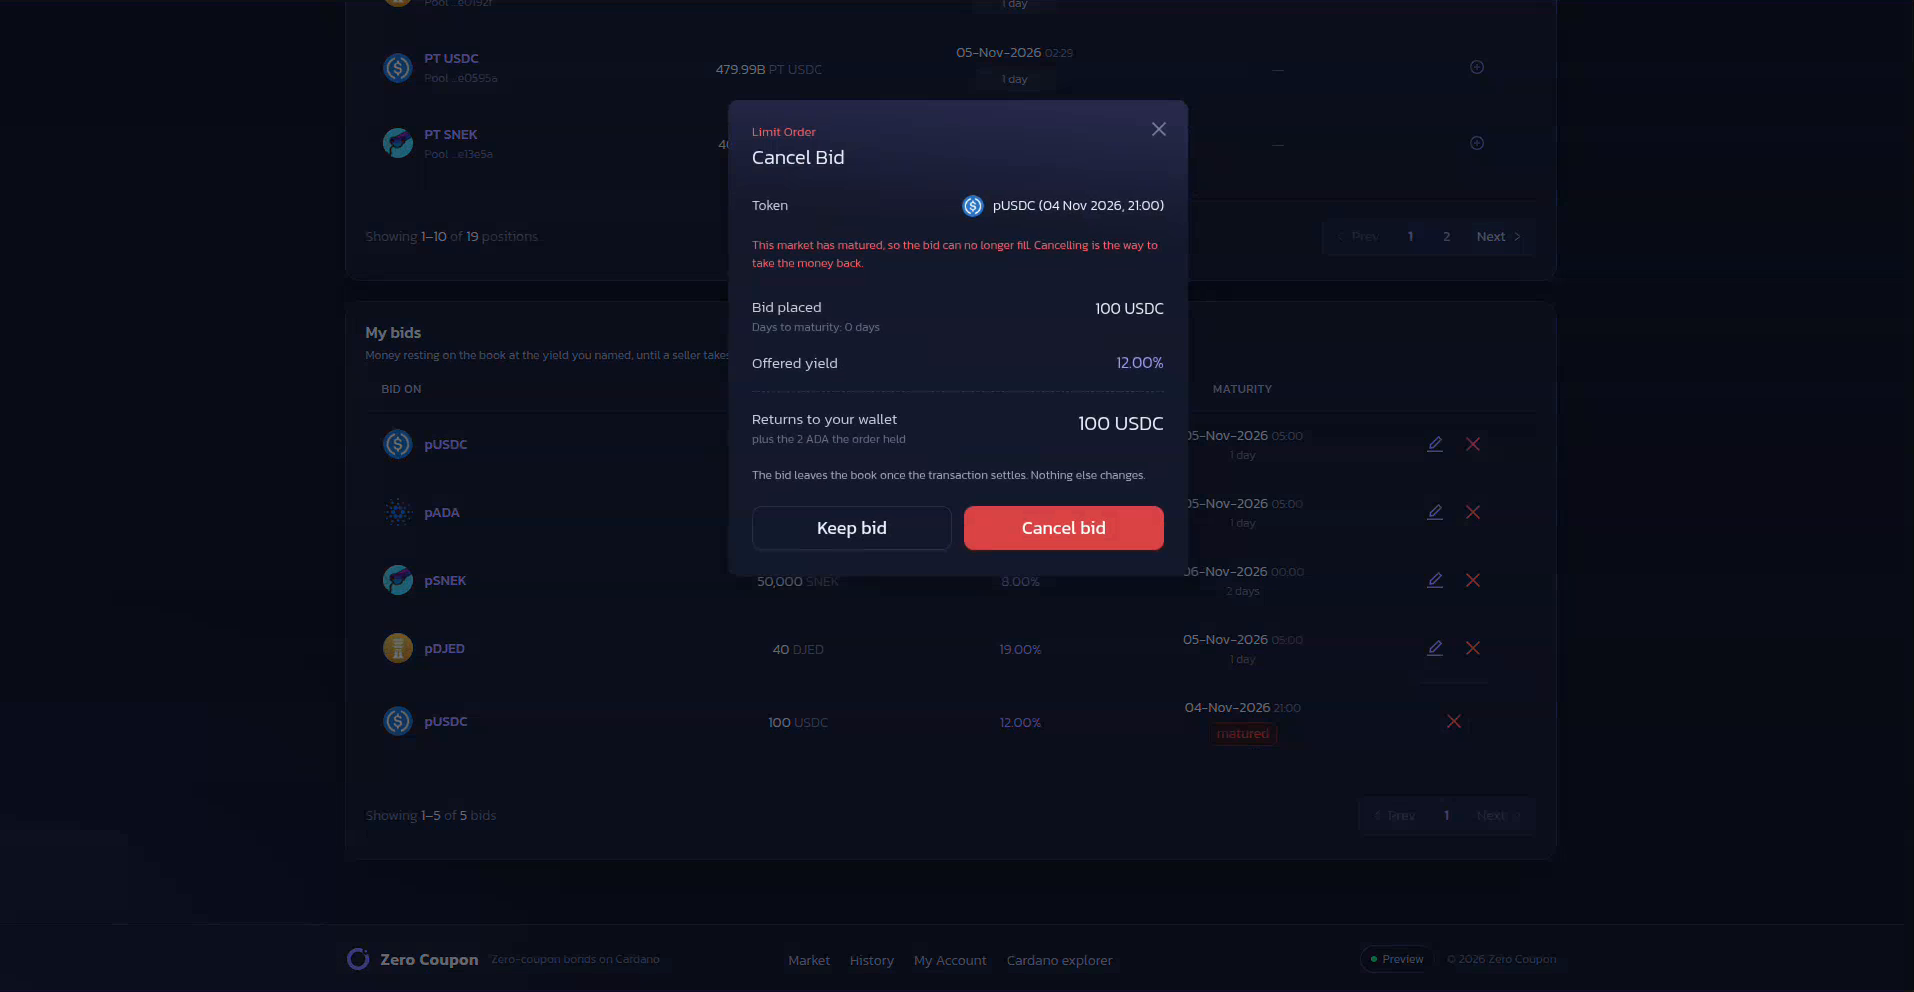 Pool ...e0192f
1 day
PT USDC
Pool ...e0595a
479.99B PT USDC
05-Nov-2026 02:29
1 day
—
PT SNEK
Pool ...e13e5a
—
Showing 1–10 of 19 positions
Prev 1 2 Next
Limit Order
Cancel Bid
Token
pUSDC (04 Nov 2026, 21:00)
This market has matured, so the bid can no longer fill. Cancelling is the way to
take the money back.
Bid placed
100 USDC
Days to maturity: 0 days
Offered yield
12.00%
Returns to your wallet
100 USDC
plus the 2 ADA the order held
The bid leaves the book once the transaction settles. Nothing else changes.
Keep bid
Cancel bid
My bids
Money resting on the book at the yield you named, until a seller takes
BID ON
MATURITY
pUSDC
05-Nov-2026 05:00
1 day
pADA
05-Nov-2026 05:00
1 day
pSNEK
50,000 SNEK
8.00%
06-Nov-2026 00:00
2 days
pDJED
40 DJED
19.00%
05-Nov-2026 05:00
1 day
pUSDC
100 USDC
12.00%
04-Nov-2026 21:00
matured
Showing 1–5 of 5 bids
Prev 1 Next
Zero Coupon
Zero-coupon bonds on Cardano
Market
History
My Account
Cardano explorer
Preview
© 2026 Zero Coupon